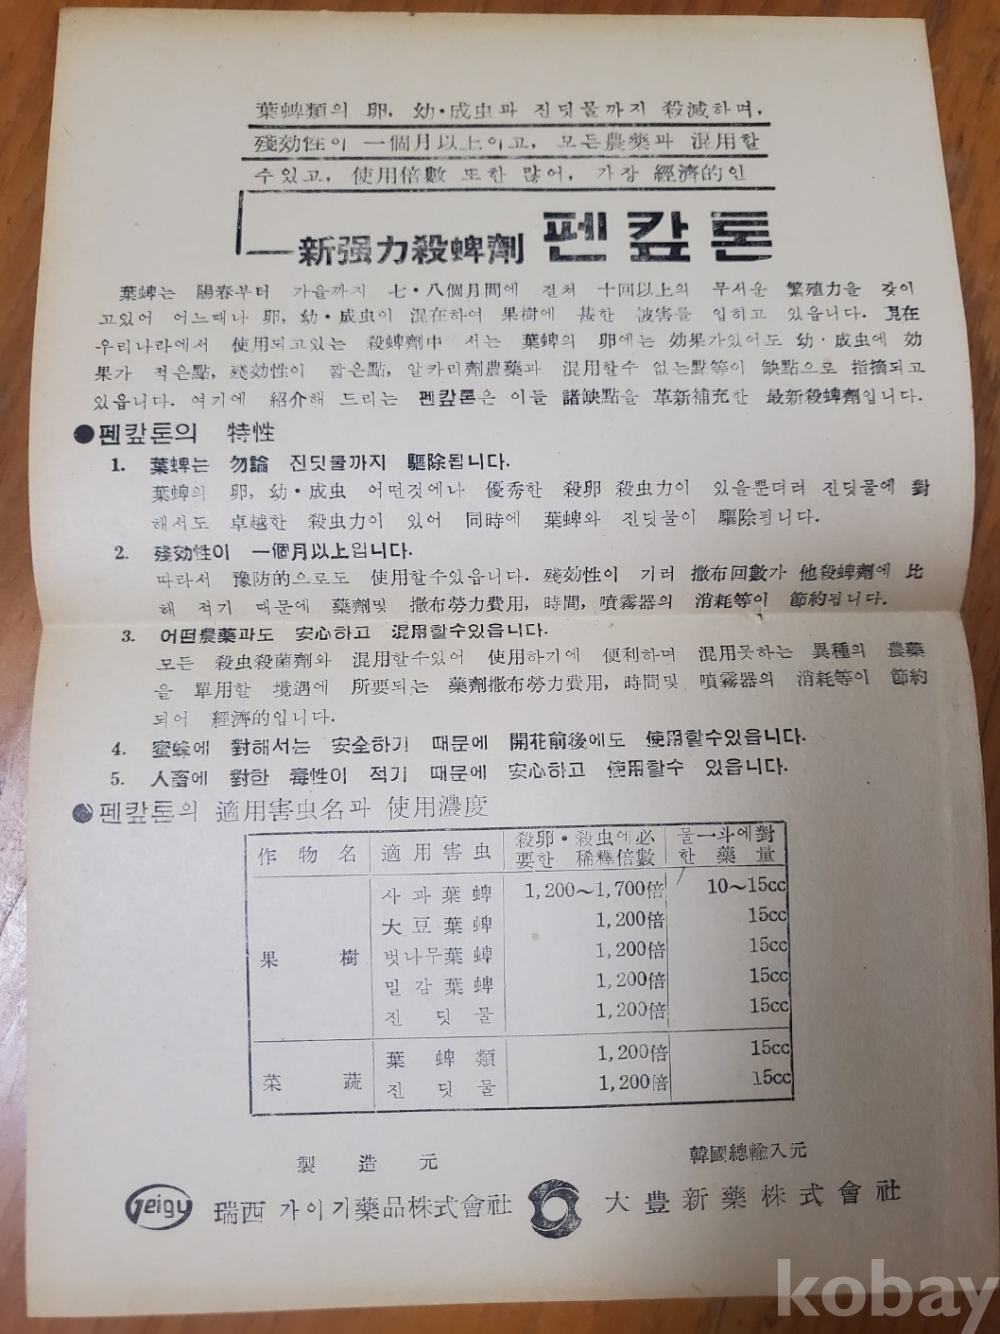 葉蜱類의 卵, 幼·成虫과 진딧물까지 殺滅하며,
殘効性이 一個月以上이고, 모든農藥과 混用할
수있고, 使用倍數 또한 많어, 가장 經濟的인
—新强力殺蜱劑 펜캎톤
葉蜱는 陽春부터 가을까지 七·八個月間에 걸쳐 十回以上의 무서운 繁殖力을 갖이
고있어 어느때나 卵, 幼·成虫이 混在하여 果樹에 甚한 被害를 입히고 있읍니다. 現在
우리나라에서 使用되고있는 殺蜱劑中 서는 葉蜱의 卵에는 効果가있어도 幼·成虫에 効
果가 적은點, 殘効性이 짧은點, 알카리劑農藥과 混用할수 없는點等이 缺點으로 指摘되고
있읍니다. 여기에 紹介해 드리는 펜캎톤은 이들 諸缺點을 革新補充한 最新殺蜱劑입니다.
●펜캎톤의 特性
1. 葉蜱는 勿論 진딧물까지 驅除됩니다.
葉蜱의 卵, 幼·成虫 어떤것에나 優秀한 殺卵 殺虫力이 있을뿐더러 진딧물에 對
해서도 卓越한 殺虫力이 있어 同時에 葉蜱와 진딧물이 驅除됩니다.
2. 殘効性이 一個月以上입니다.
따라서 豫防的으로도 使用할수있읍니다. 殘効性이 기러 撒布回數가 他殺蜱劑에 比
해 적기 때문에 藥劑및 撒布勞力費用, 時間, 噴霧器의 消耗等이 節約됩니다.
3. 어떤農藥과도 安心하고 混用할수있읍니다.
모든 殺虫殺菌劑와 混用할수있어 使用하기에 便利하며 混用못하는 異種의 農藥
을 單用할 境遇에 所要되는 藥劑撒布勞力費用, 時間및 噴霧器의 消耗等이 節約
되어 經濟的입니다.
4. 蜜蜂에 對해서는 安全하기 때문에 開花前後에도 使用할수있읍니다.
5. 人畜에 對한 毒性이 적기 때문에 安心하고 使用할수 있읍니다.
●펜캎톤의 適用害虫名과 使用濃度
作物名 適用害虫 殺卵·殺虫에必要한 稀釋倍數 물一斗에對한 藥量
果樹 사과葉蜱 1,200~1,700倍 10~15cc
大豆葉蜱 1,200倍 15cc
벗나무葉蜱 1,200倍 15cc
밀감葉蜱 1,200倍 15cc
진딧물 1,200倍 15cc
菜蔬 葉蜱類 1,200倍 15cc
진딧물 1,200倍 15cc
製造元 韓國總輸入元
Geigy 瑞西 가이기藥品株式會社 大豊新薬株式會社
kobay